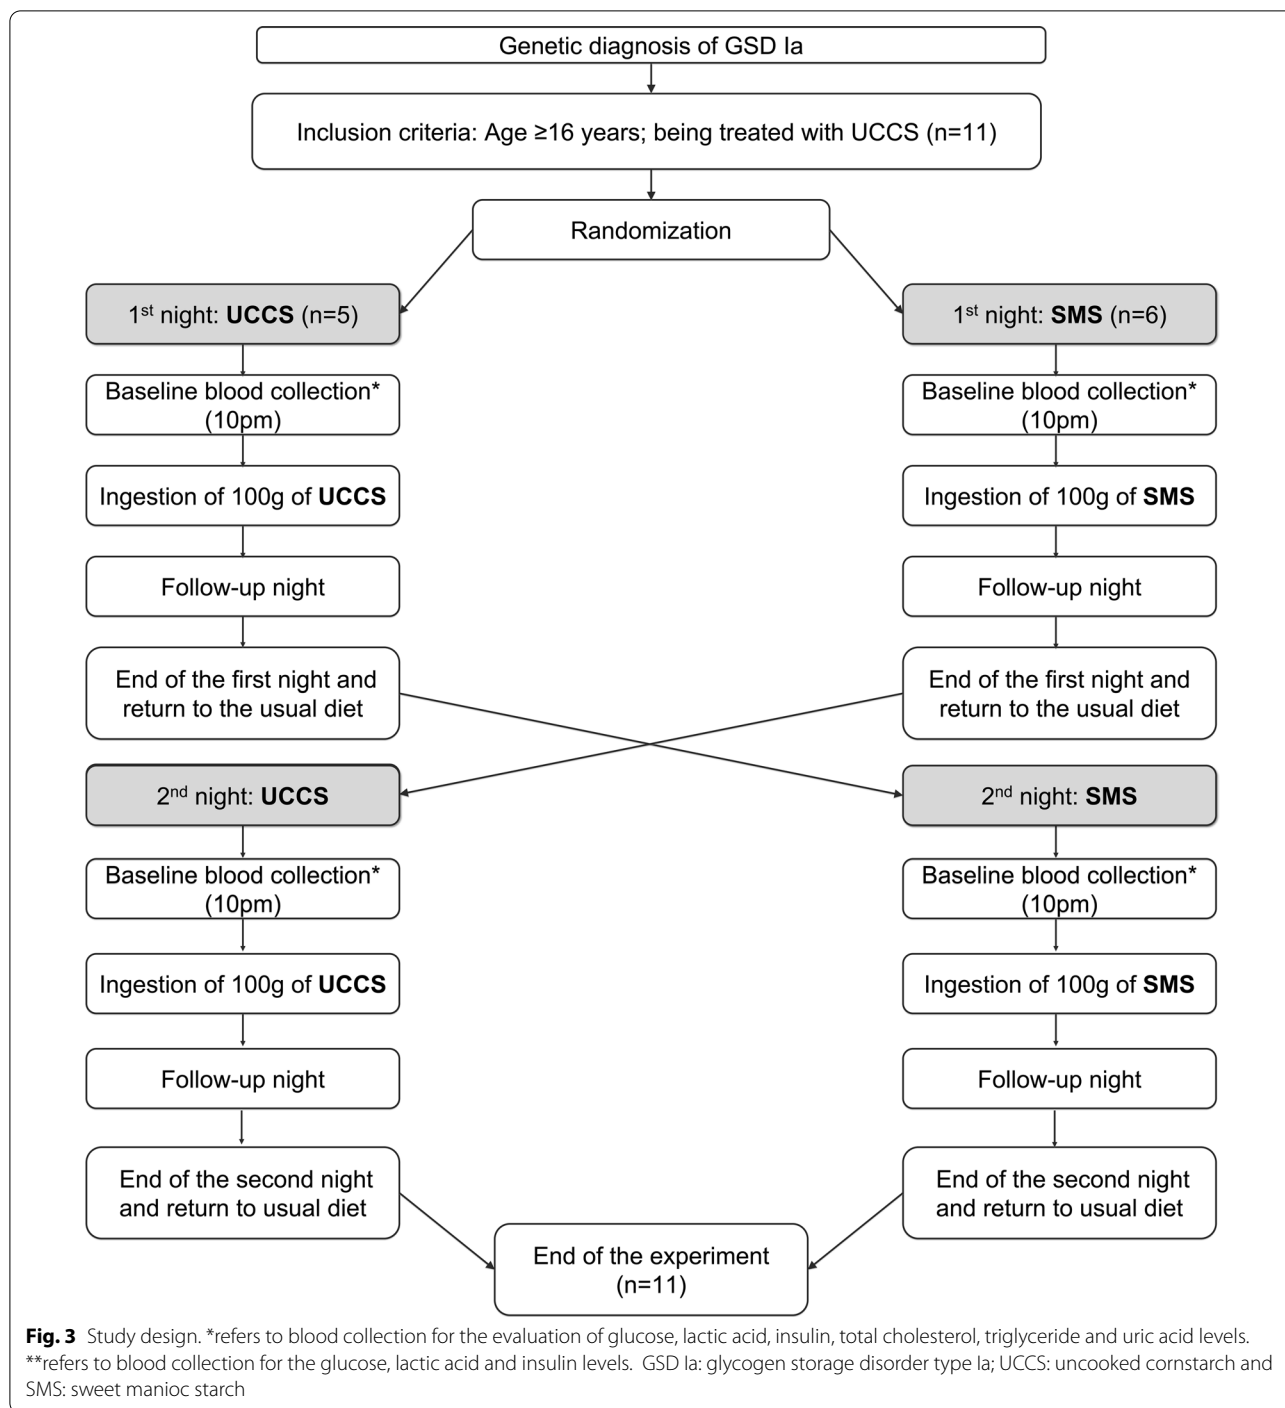 Genetic diagnosis of GSD Ia
Inclusion criteria: Age ≥16 years; being treated with UCCS (n=11)
Randomization
1st night: UCCS (n=5)
Baseline blood collection*
(10pm)
Ingestion of 100g of UCCS
Follow-up night
End of the first night and
return to the usual diet
1st night: SMS (n=6)
Baseline blood collection*
(10pm)
Ingestion of 100g of SMS
Follow-up night
End of the first night and
return to the usual diet
2nd night: UCCS
Baseline blood collection*
(10pm)
Ingestion of 100g of UCCS
Follow-up night
End of the second night
and return to usual diet
2nd night: SMS
Baseline blood collection*
(10pm)
Ingestion of 100g of SMS
Follow-up night
End of the second night
and return to usual diet
End of the experiment
(n=11)
Fig. 3 Study design. *refers to blood collection for the evaluation of glucose, lactic acid, insulin, total cholesterol, triglyceride and uric acid levels.
**refers to blood collection for the glucose, lactic acid and insulin levels. GSD Ia: glycogen storage disorder type Ia; UCCS: uncooked cornstarch and
SMS: sweet manioc starch